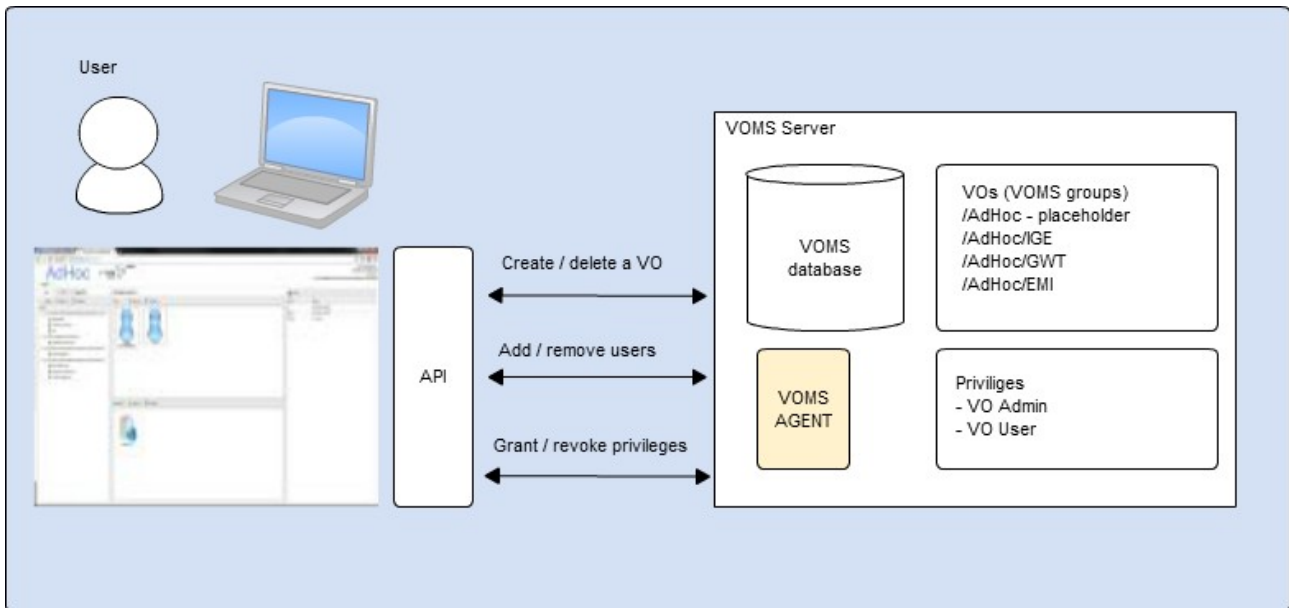 User
VOMS Server
VOs (VOMS groups)
/AdHoc - placeholder
/AdHoc/IGE
/AdHoc/GWT
/AdHoc/EMI
VOMS
database
AdHoc
Create / delete a VO
Add / remove users
API
VOMS
AGENT
Priviliges
- VO Admin
- VO User
Grant / revoke privileges